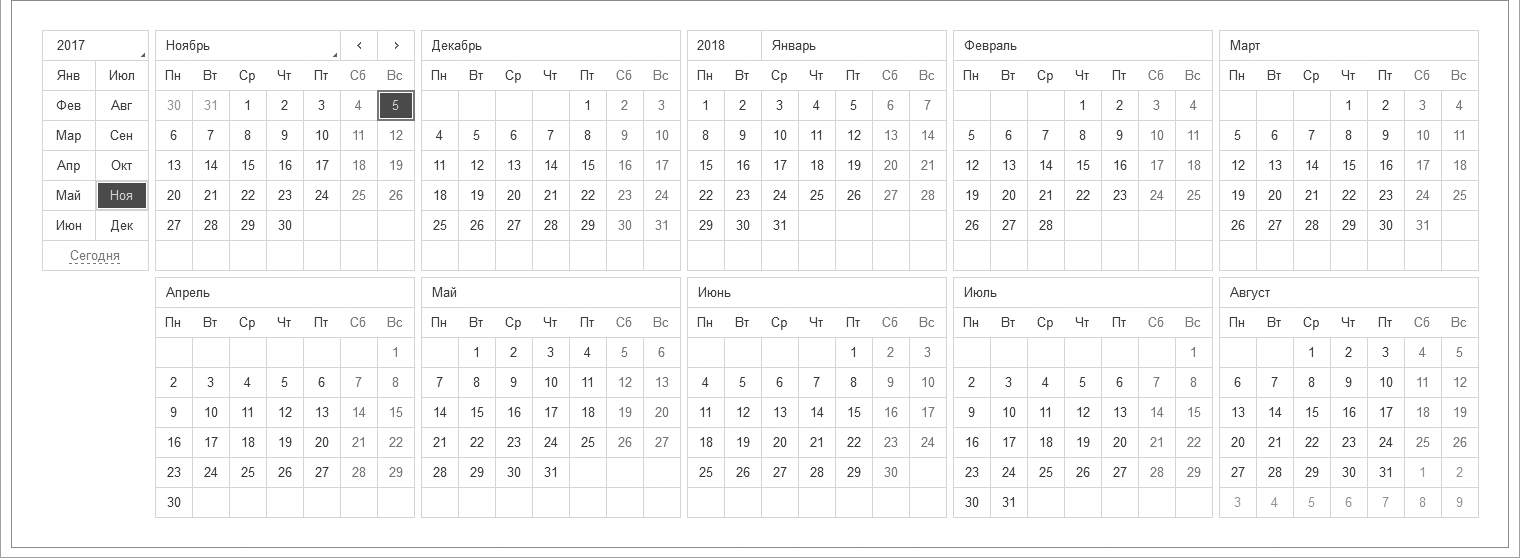 2017 Ноябрь ‹ › Декабрь 2018 Январь Февраль Март
Янв Июл Пн Вт Ср Чт Пт Сб Вс Пн Вт Ср Чт Пт Сб Вс Пн Вт Ср Чт Пт Сб Вс Пн Вт Ср Чт Пт Сб Вс Пн Вт Ср Чт Пт Сб Вс
Фев Авг 30 31 1 2 3 4 5 1 2 3 1 2 3 4 5 6 7 1 2 3 4 1 2 3 4
Мар Сен 6 7 8 9 10 11 12 4 5 6 7 8 9 10 8 9 10 11 12 13 14 5 6 7 8 9 10 11 5 6 7 8 9 10 11
Апр Окт 13 14 15 16 17 18 19 11 12 13 14 15 16 17 15 16 17 18 19 20 21 12 13 14 15 16 17 18 12 13 14 15 16 17 18
Май Ноя 20 21 22 23 24 25 26 18 19 20 21 22 23 24 22 23 24 25 26 27 28 19 20 21 22 23 24 25 19 20 21 22 23 24 25
Июн Дек 27 28 29 30 25 26 27 28 29 30 31 29 30 31 26 27 28 26 27 28 29 30 31
Сегодня
Апрель Май Июнь Июль Август
Пн Вт Ср Чт Пт Сб Вс Пн Вт Ср Чт Пт Сб Вс Пн Вт Ср Чт Пт Сб Вс Пн Вт Ср Чт Пт Сб Вс Пн Вт Ср Чт Пт Сб Вс
1 1 2 3 4 5 6 1 2 3 1 1 2 3 4 5
2 3 4 5 6 7 8 7 8 9 10 11 12 13 4 5 6 7 8 9 10 2 3 4 5 6 7 8 6 7 8 9 10 11 12
9 10 11 12 13 14 15 14 15 16 17 18 19 20 11 12 13 14 15 16 17 9 10 11 12 13 14 15 13 14 15 16 17 18 19
16 17 18 19 20 21 22 21 22 23 24 25 26 27 18 19 20 21 22 23 24 16 17 18 19 20 21 22 20 21 22 23 24 25 26
23 24 25 26 27 28 29 28 29 30 31 25 26 27 28 29 30 23 24 25 26 27 28 29 27 28 29 30 31 1 2
30 30 31 3 4 5 6 7 8 9